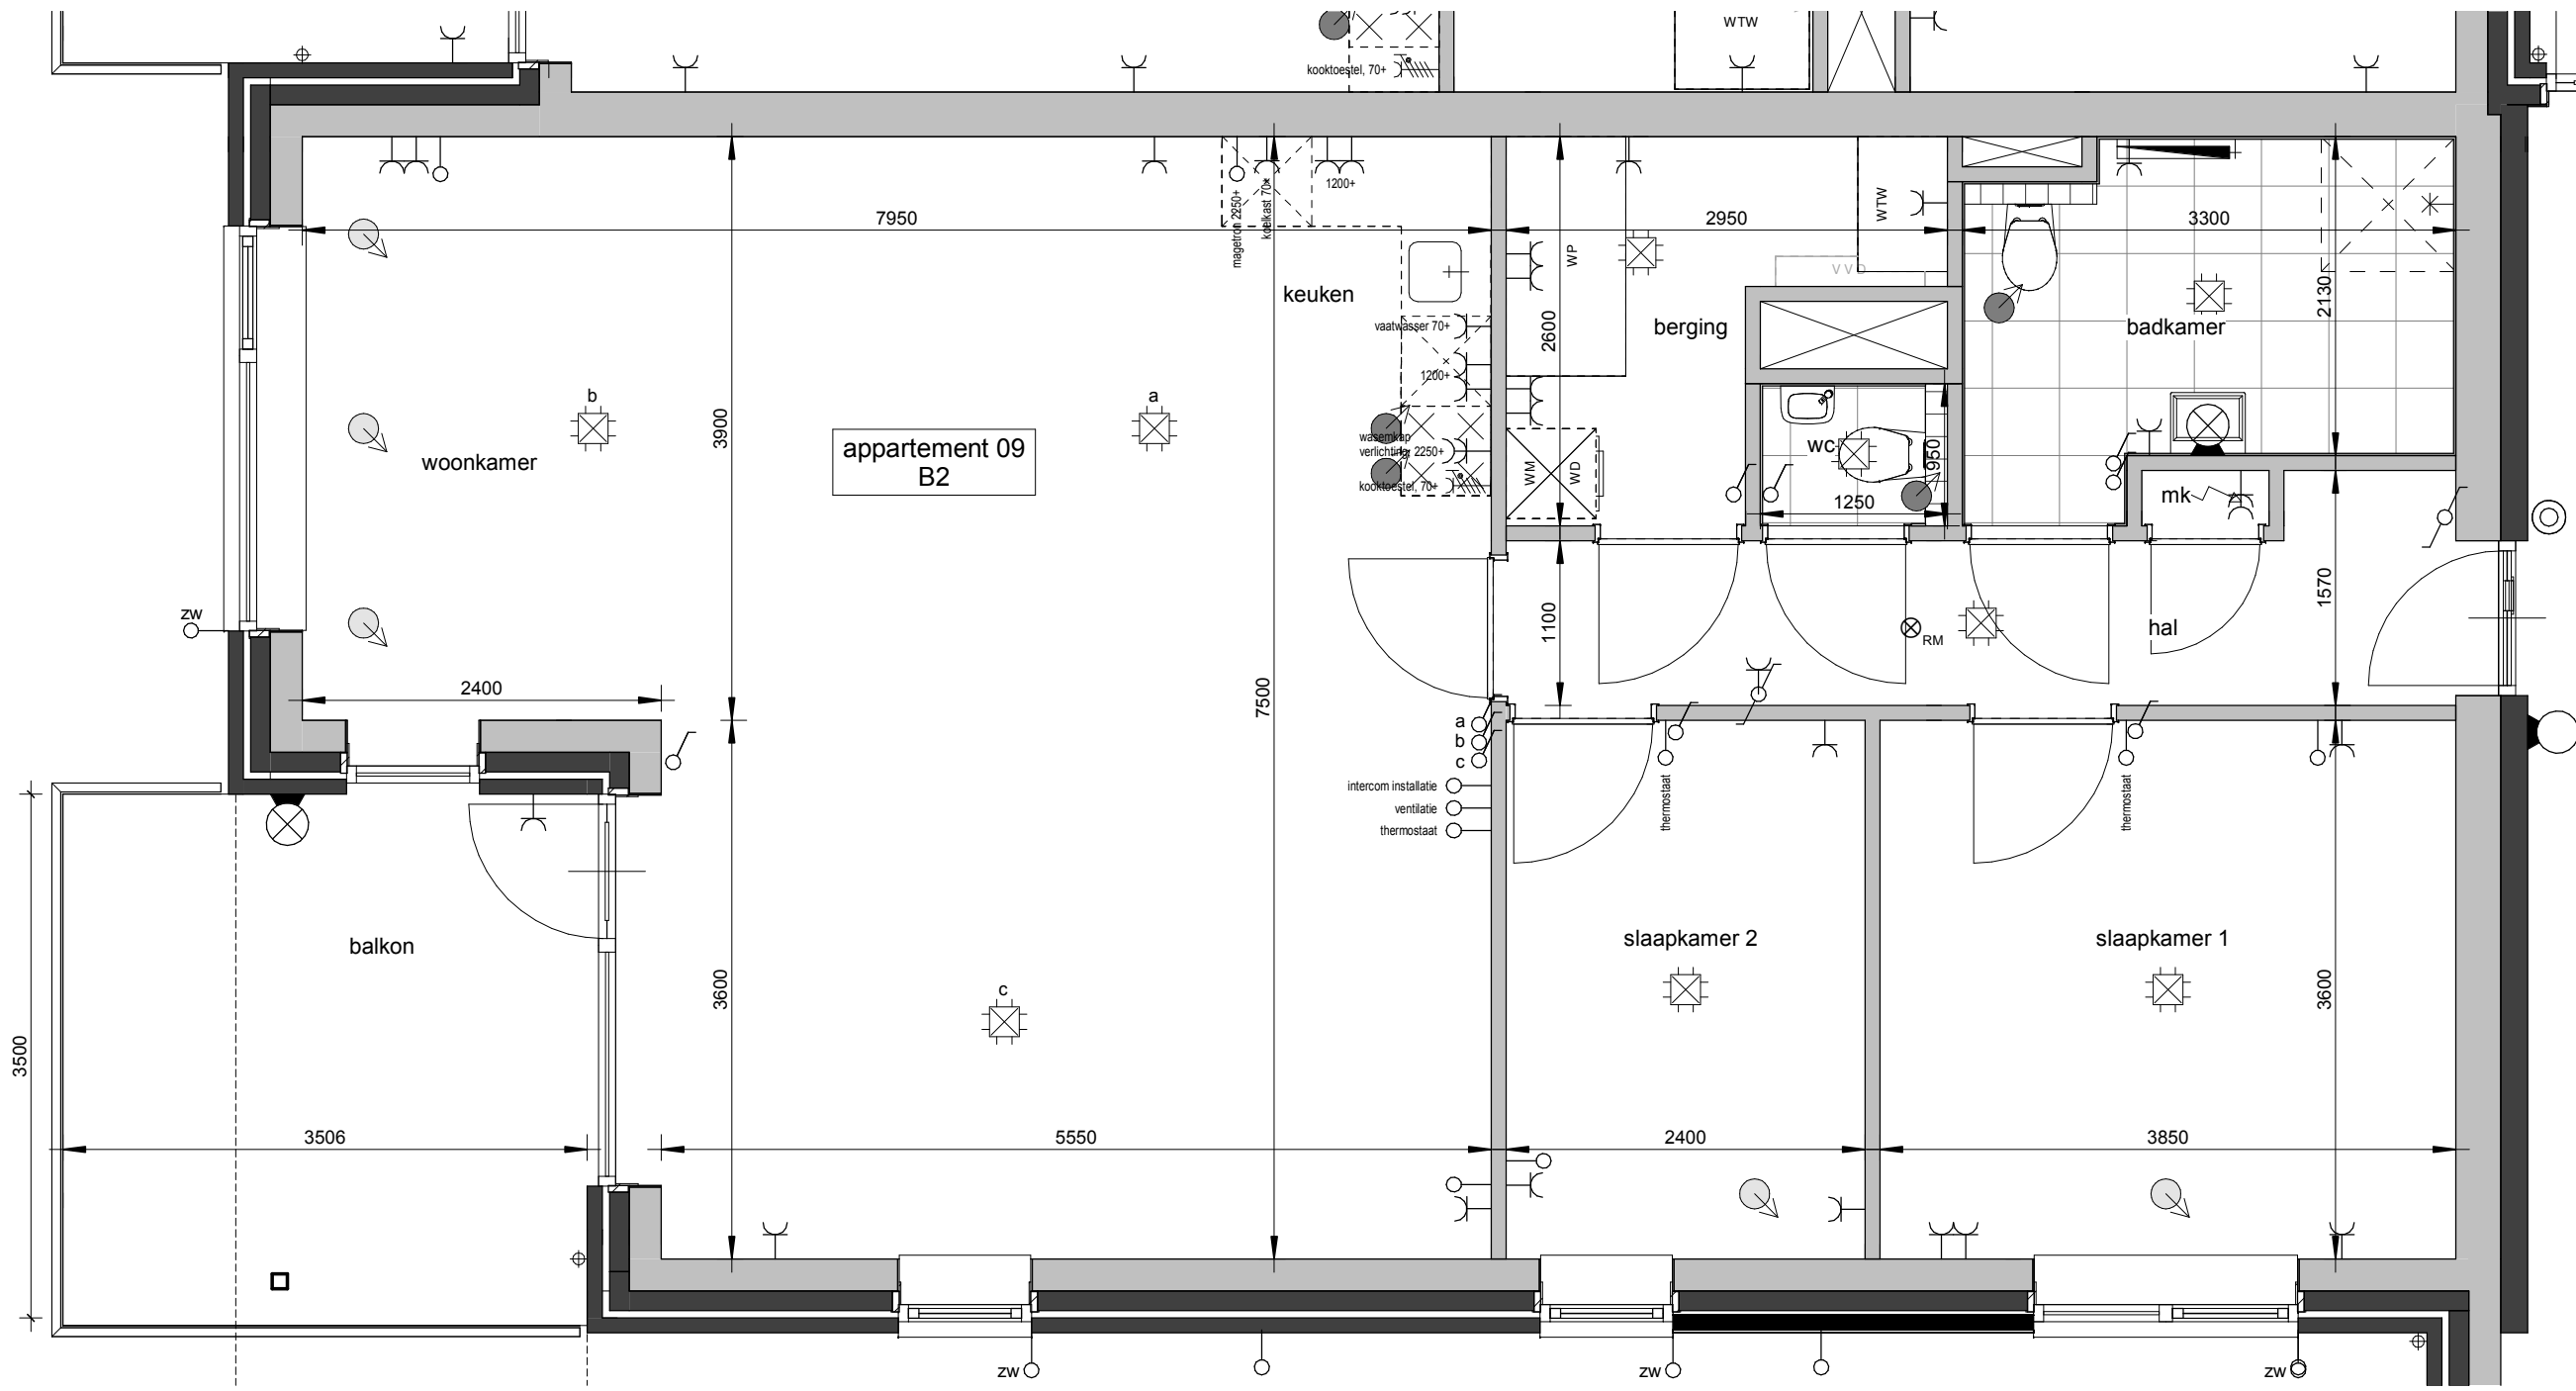 WTW
kooktoestel, 70+
7950
2950
3300
magetron 2250+
koelkast 70+
1200+
WP
WTW
VVD
keuken
vaatwasser 70+
1200+
2600
berging
badkamer
2130
b
a
3900
appartement 09
B2
woonkamer
wasemkap
verlichting, 2250+
kooktoestel, 70+
WM
WD
wc
950
1250
mk
zw
1100
RM
hal
1570
2400
7500
a
b
c
intercom installatie
ventilatie
thermostaat
thermostaat
thermostaat
balkon
slaapkamer 2
slaapkamer 1
3600
c
3600
3500
3506
5550
2400
3850
zw
zw
zw